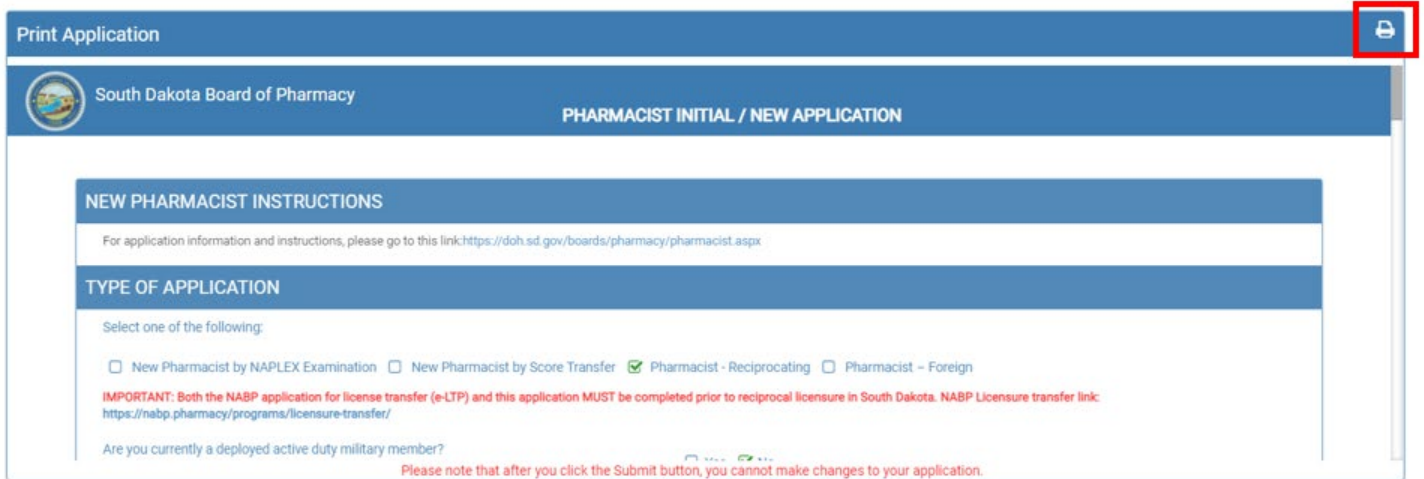 Print Application
South Dakota Board of Pharmacy
PHARMACIST INITIAL / NEW APPLICATION
NEW PHARMACIST INSTRUCTIONS
For application information and instructions, please go to this link:https://doh.sd.gov/boards/pharmacy/pharmacist.aspx
TYPE OF APPLICATION
Select one of the following:
New Pharmacist by NAPLEX Examination New Pharmacist by Score Transfer Pharmacist - Reciprocating Pharmacist – Foreign
IMPORTANT: Both the NABP application for license transfer (e-LTP) and this application MUST be completed prior to reciprocal licensure in South Dakota. NABP Licensure transfer link:
https://nabp.pharmacy/programs/licensure-transfer/
Are you currently a deployed active duty military member? Yes No
Please note that after you click the Submit button, you cannot make changes to your application.